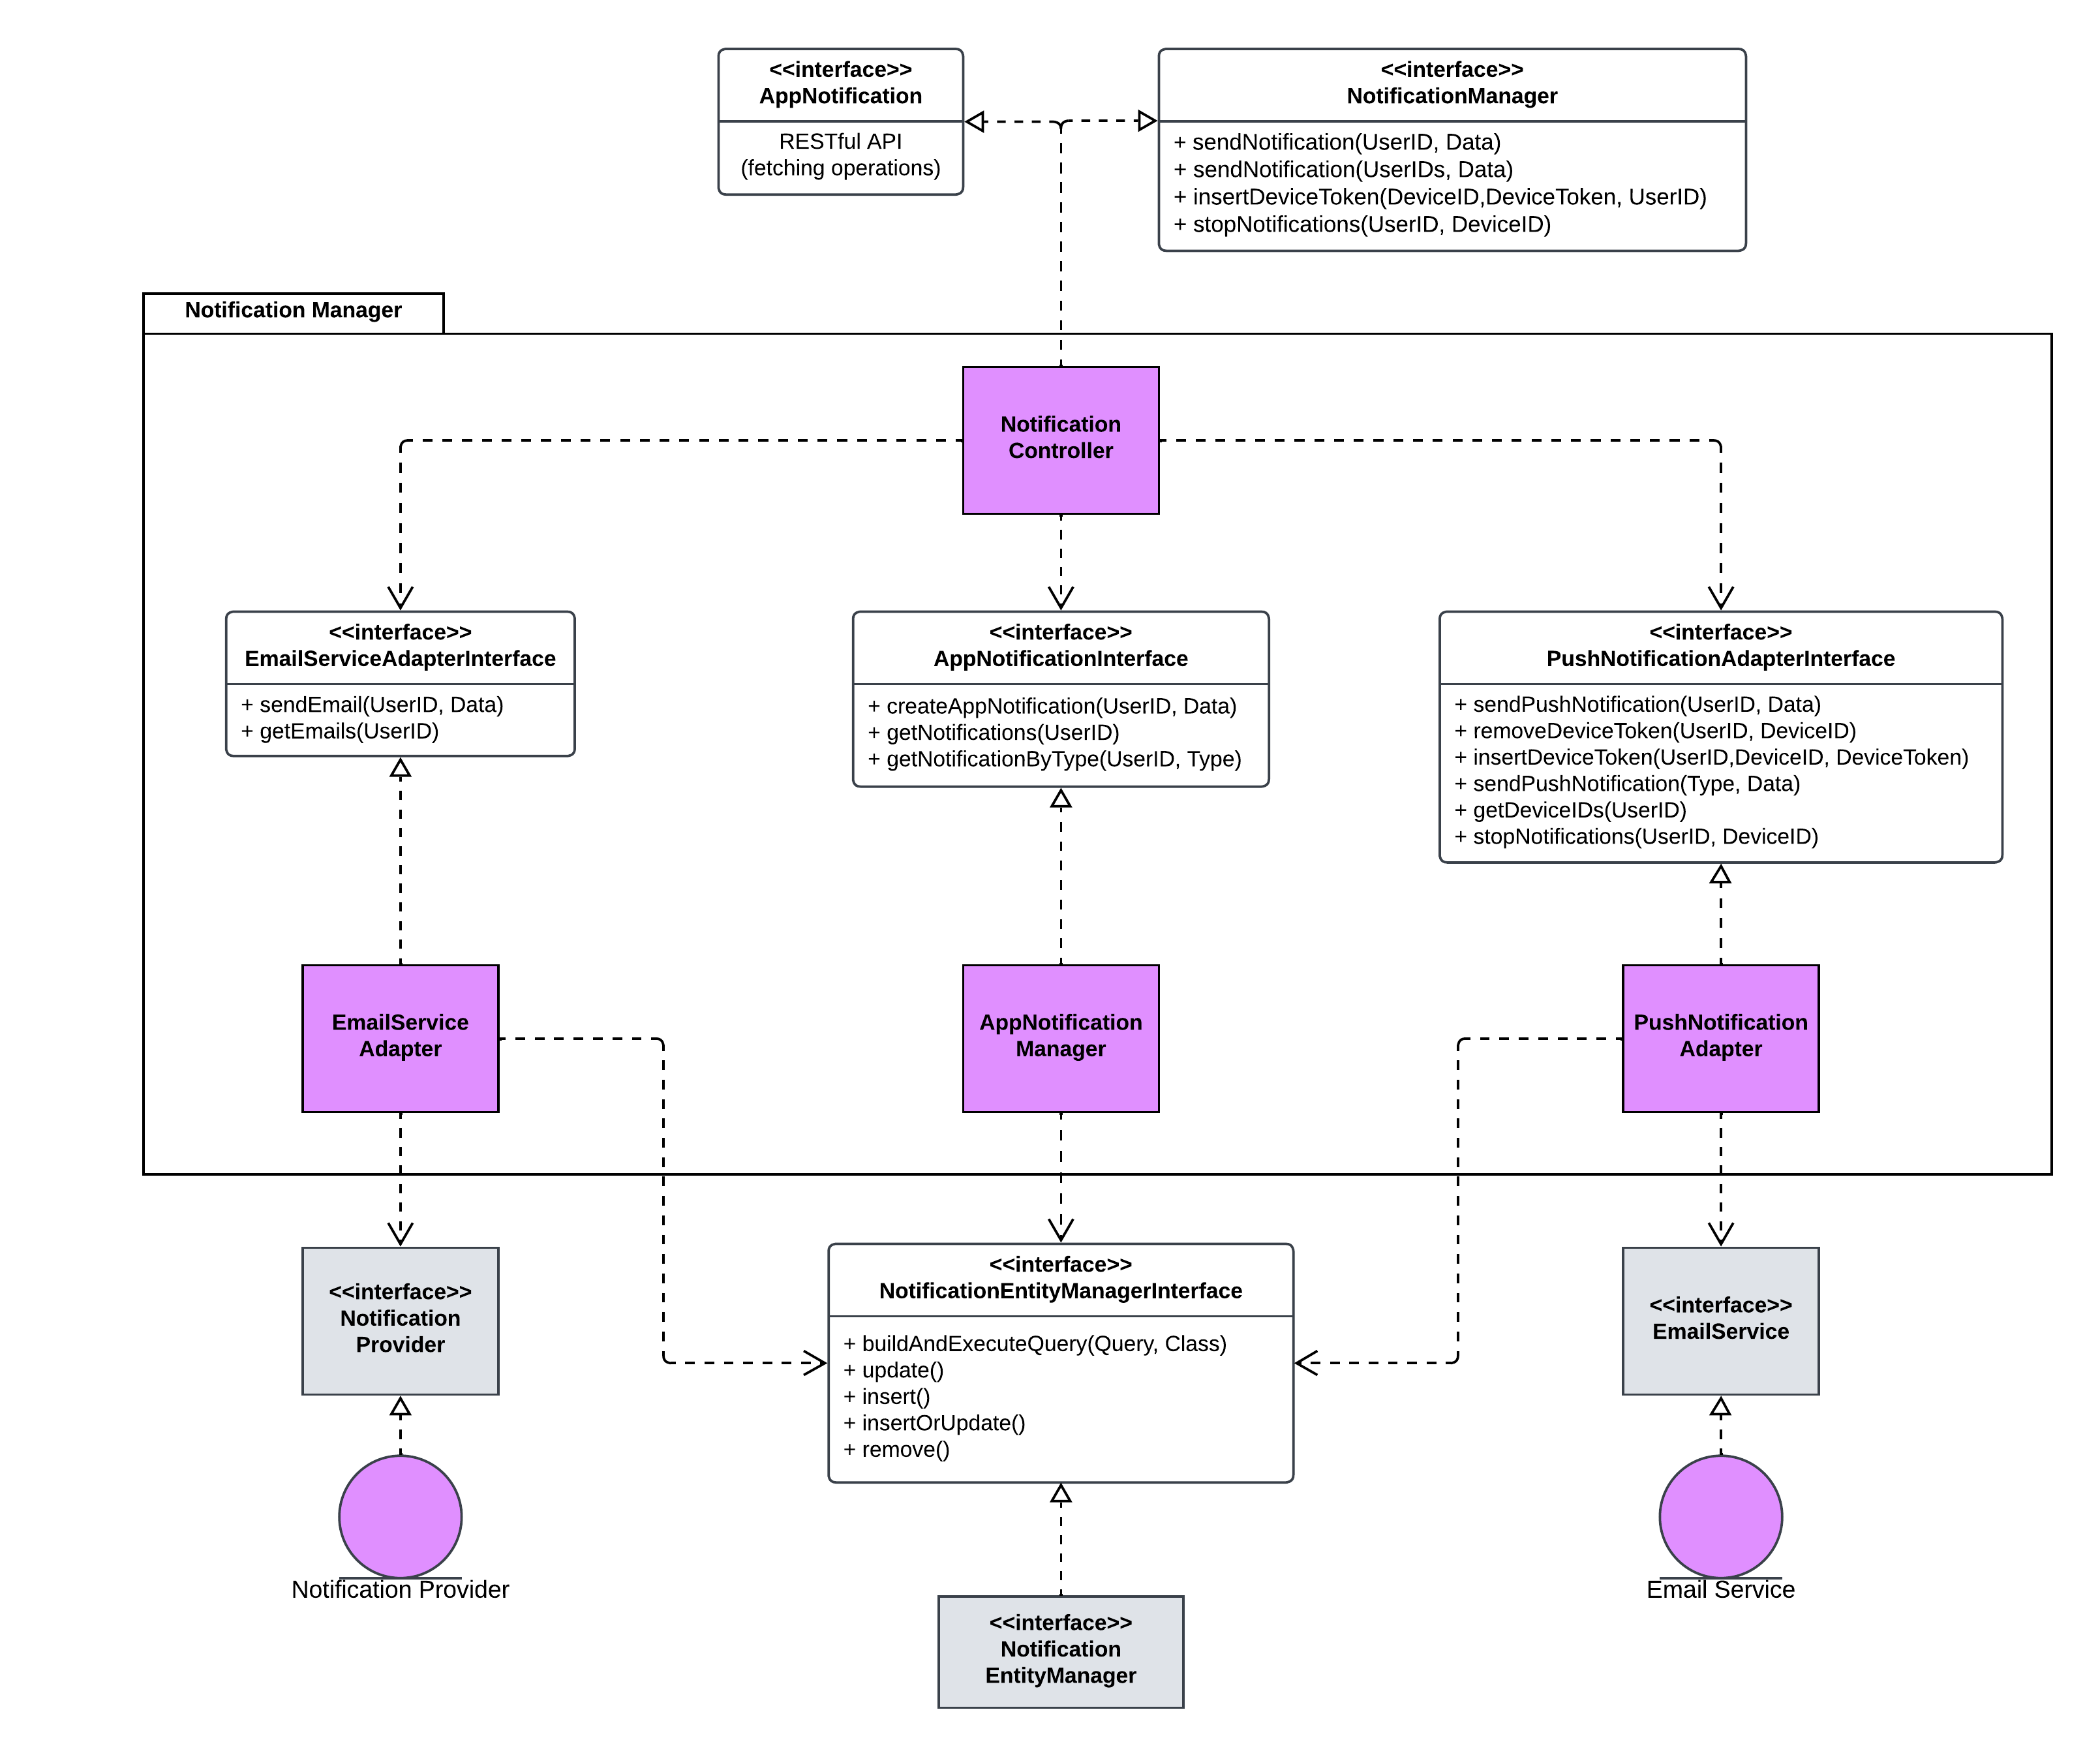 <<interface>>
AppNotification
RESTful API
(fetching operations)
<<interface>>
NotificationManager
+ sendNotification(UserID, Data)
+ sendNotification(UserIDs, Data)
+ insertDeviceToken(DeviceID,DeviceToken, UserID)
+ stopNotifications(UserID, DeviceID)
Notification Manager
Notification
Controller
<<interface>>
EmailServiceAdapterInterface
+ sendEmail(UserID, Data)
+ getEmails(UserID)
<<interface>>
AppNotificationInterface
+ createAppNotification(UserID, Data)
+ getNotifications(UserID)
+ getNotificationByType(UserID, Type)
<<interface>>
PushNotificationAdapterInterface
+ sendPushNotification(UserID, Data)
+ removeDeviceToken(UserID, DeviceID)
+ insertDeviceToken(UserID,DeviceID, DeviceToken)
+ sendPushNotification(Type, Data)
+ getDeviceIDs(UserID)
+ stopNotifications(UserID, DeviceID)
EmailService
Adapter
AppNotification
Manager
PushNotification
Adapter
<<interface>>
Notification
Provider
<<interface>>
NotificationEntityManagerInterface
+ buildAndExecuteQuery(Query, Class)
+ update()
+ insert()
+ insertOrUpdate()
+ remove()
<<interface>>
EmailService
Notification Provider
Email Service
<<interface>>
Notification
EntityManager